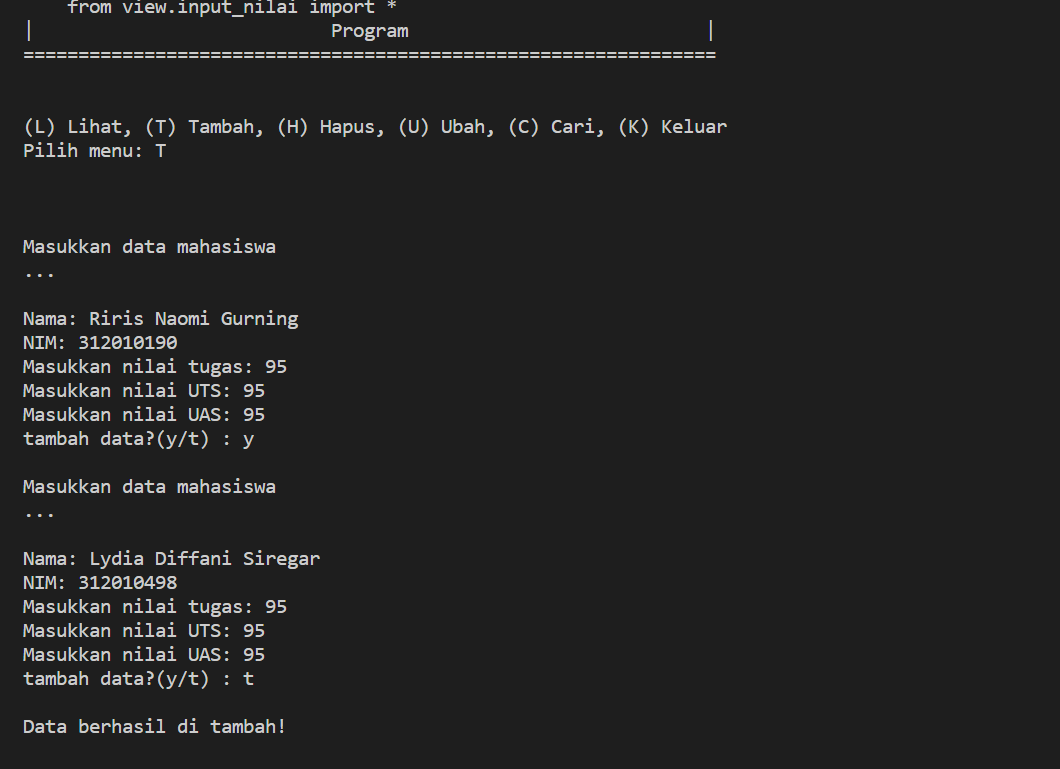 from view.input_nilai import *
|                           Program                           |
===============================================================
(L) Lihat, (T) Tambah, (H) Hapus, (U) Ubah, (C) Cari, (K) Keluar
Pilih menu: T
Masukkan data mahasiswa
...
Nama: Riris Naomi Gurning
NIM: 312010190
Masukkan nilai tugas: 95
Masukkan nilai UTS: 95
Masukkan nilai UAS: 95
tambah data?(y/t) : y
Masukkan data mahasiswa
...
Nama: Lydia Diffani Siregar
NIM: 312010498
Masukkan nilai tugas: 95
Masukkan nilai UTS: 95
Masukkan nilai UAS: 95
tambah data?(y/t) : t
Data berhasil di tambah!